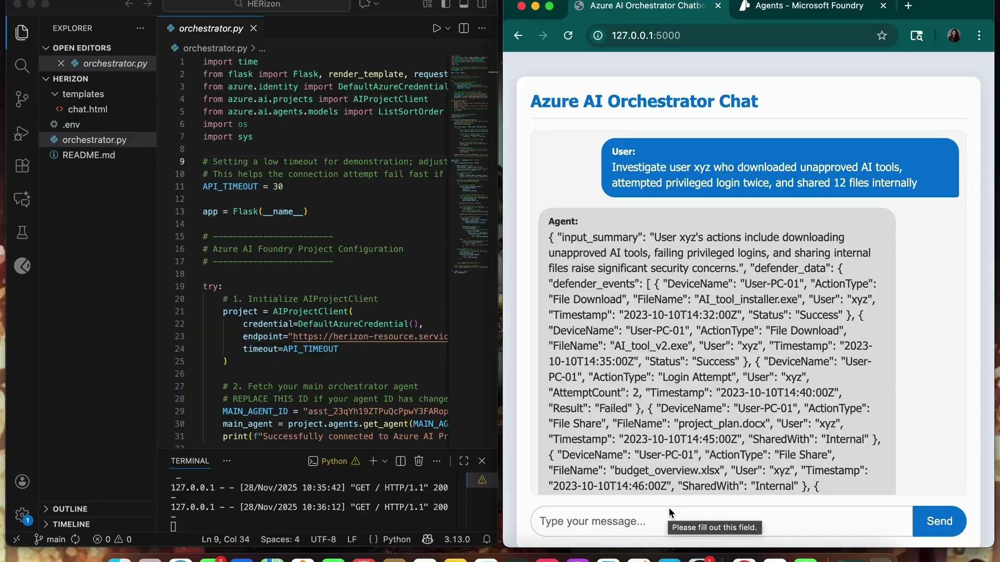 HERizon
EXPLORER
OPEN EDITORS
orchestrator.py
HERIZON
templates
chat.html
.env
orchestrator.py
README.md
OUTLINE
TIMELINE
orchestrator.py
orchestrator.py > ...
1 import time
2 from flask import Flask, render_template, request
3 from azure.identity import DefaultAzureCredential
4 from azure.ai.projects import AIProjectClient
5 from azure.ai.agents.models import ListSortOrder
6 import os
7 import sys
8
9 # Setting a low timeout for demonstration; adjust
10 # This helps the connection attempt fail fast if
11 API_TIMEOUT = 30
12
13 app = Flask(__name__)
14
15 # ------------------------
16 # Azure AI Foundry Project Configuration
17 # ------------------------
18
19 try:
20 # 1. Initialize AIProjectClient
21 project = AIProjectClient(
22 credential=DefaultAzureCredential(),
23 endpoint="https://herizon-resource.servic
24 timeout=API_TIMEOUT
25 )
26
27 # 2. Fetch your main orchestrator agent
28 # REPLACE THIS ID if your agent ID has change
29 MAIN_AGENT_ID = "asst_23qYh19ZTPuQcPpwY3FARop
30 main_agent = project.agents.get_agent(MAIN_AG
31 print(f"Successfully connected to Azure AI Pr
32
TERMINAL
Python
127.0.0.1 - - [28/Nov/2025 10:35:42] "GET / HTTP/1.1" 200
-
127.0.0.1 - - [28/Nov/2025 10:36:12] "GET / HTTP/1.1" 200
-
1
main
0
0
Ln 9, Col 34
Spaces: 4
UTF-8
LF
{ } Python
3.13.0
Azure AI Orchestrator Chatbo
Agents - Microsoft Foundry
127.0.0.1:5000
Azure AI Orchestrator Chat
User:
Investigate user xyz who downloaded unapproved AI tools,
attempted privileged login twice, and shared 12 files internally
Agent:
{ "input_summary": "User xyz's actions include downloading
unapproved AI tools, failing privileged logins, and sharing internal
files raise significant security concerns.", "defender_data": {
"defender_events": [ { "DeviceName": "User-PC-01", "ActionType":
"File Download", "FileName": "AI_tool_installer.exe", "User": "xyz",
"Timestamp": "2023-10-10T14:32:00Z", "Status": "Success" }, {
"DeviceName": "User-PC-01", "ActionType": "File Download",
"FileName": "AI_tool_v2.exe", "User": "xyz", "Timestamp": "2023-
10-10T14:35:00Z", "Status": "Success" }, { "DeviceName": "User-
PC-01", "ActionType": "Login Attempt", "User": "xyz",
"AttemptCount": 2, "Timestamp": "2023-10-10T14:40:00Z",
"Result": "Failed" }, { "DeviceName": "User-PC-01", "ActionType":
"File Share", "FileName": "project_plan.docx", "User": "xyz",
"Timestamp": "2023-10-10T14:45:00Z", "SharedWith": "Internal" },
{ "DeviceName": "User-PC-01", "ActionType": "File Share",
"FileName": "budget_overview.xlsx", "User": "xyz", "Timestamp":
"2023-10-10T14:46:00Z", "SharedWith": "Internal" }, {
Type your message...
Please fill out this field.
Send
5
NOV
1